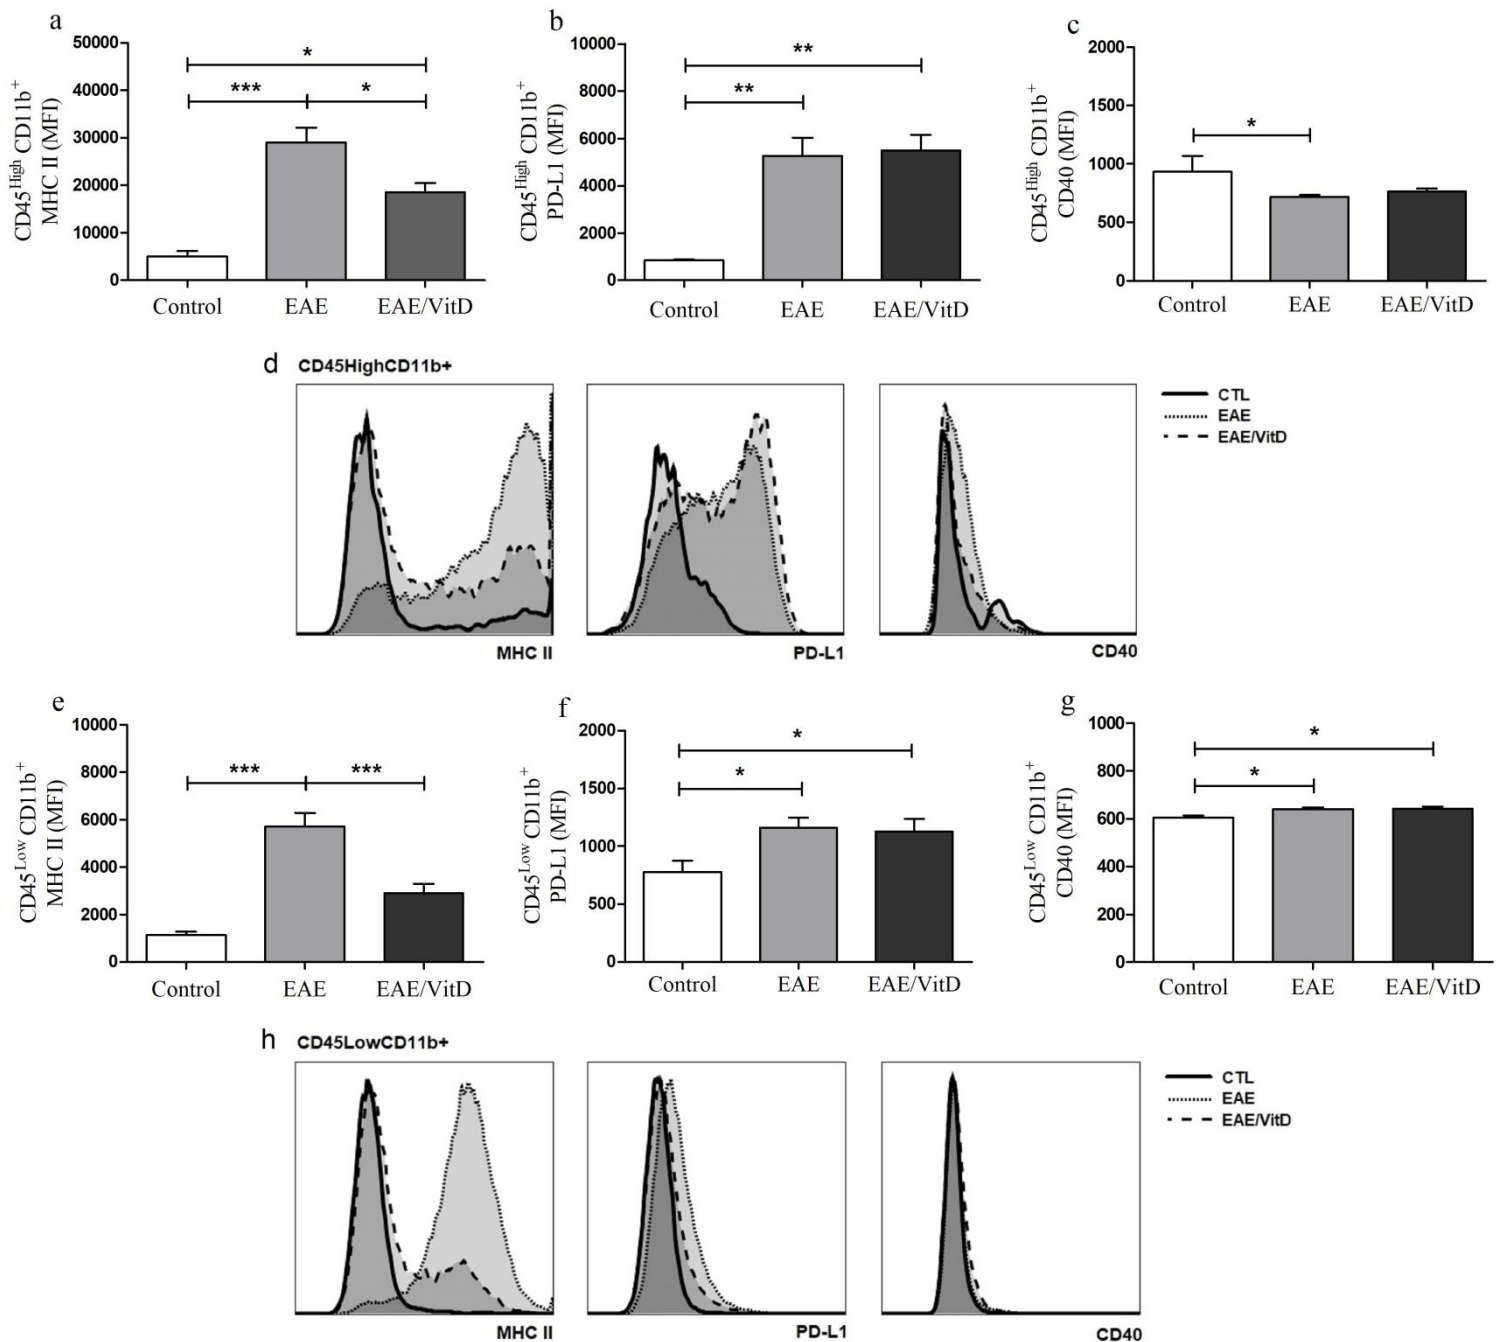 a
50000
40000
30000
20000
10000
0
CD45High CD11b+
MHC II (MFI)
*
***
*
Control
EAE
EAE/VitD
b
10000
8000
6000
4000
2000
0
CD45High CD11b+
PD-L1 (MFI)
**
**
Control
EAE
EAE/VitD
c
2000
1500
1000
500
0
CD45High CD11b+
CD40 (MFI)
*
Control
EAE
EAE/VitD
d
CD45HighCD11b+
MHC II
PD-L1
CD40
CTL
EAE
EAE/VitD
e
10000
8000
6000
4000
2000
0
CD45Low CD11b+
MHC II (MFI)
***
***
Control
EAE
EAE/VitD
f
2000
1500
1000
500
0
CD45Low CD11b+
PD-L1 (MFI)
*
*
Control
EAE
EAE/VitD
g
1000
800
600
400
200
0
CD45Low CD11b+
CD40 (MFI)
*
*
Control
EAE
EAE/VitD
h
CD45LowCD11b+
MHC II
PD-L1
CD40
CTL
EAE
EAE/VitD